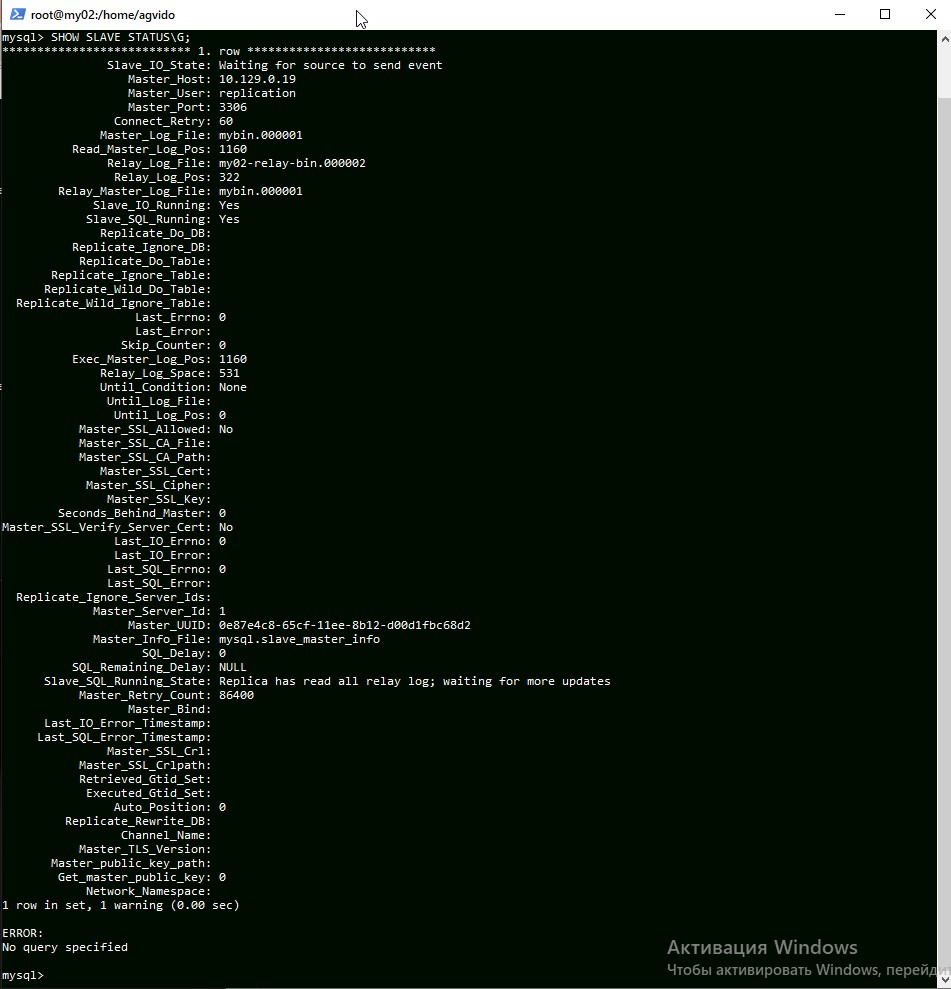 root@my02:/home/agvido
mysql> SHOW SLAVE STATUS\G;
*************************** 1. row ***************************
Slave_IO_State: Waiting for source to send event
Master_Host: 10.129.0.19
Master_User: replication
Master_Port: 3306
Connect_Retry: 60
Master_Log_File: mybin.000001
Read_Master_Log_Pos: 1160
Relay_Log_File: my02-relay-bin.000002
Relay_Log_Pos: 322
Relay_Master_Log_File: mybin.000001
Slave_IO_Running: Yes
Slave_SQL_Running: Yes
Replicate_Do_DB:
Replicate_Ignore_DB:
Replicate_Do_Table:
Replicate_Ignore_Table:
Replicate_Wild_Do_Table:
Replicate_Wild_Ignore_Table:
Last_Errno: 0
Last_Error:
Skip_Counter: 0
Exec_Master_Log_Pos: 1160
Relay_Log_Space: 531
Until_Condition: None
Until_Log_File:
Until_Log_Pos: 0
Master_SSL_Allowed: No
Master_SSL_CA_File:
Master_SSL_CA_Path:
Master_SSL_Cert:
Master_SSL_Cipher:
Master_SSL_Key:
Seconds_Behind_Master: 0
Master_SSL_Verify_Server_Cert: No
Last_IO_Errno: 0
Last_IO_Error:
Last_SQL_Errno: 0
Last_SQL_Error:
Replicate_Ignore_Server_Ids:
Master_Server_Id: 1
Master_UUID: 0e87e4c8-65cf-11ee-8b12-d00d1fbc68d2
Master_Info_File: mysql.slave_master_info
SQL_Delay: 0
SQL_Remaining_Delay: NULL
Slave_SQL_Running_State: Replica has read all relay log; waiting for more updates
Master_Retry_Count: 86400
Master_Bind:
Last_IO_Error_Timestamp:
Last_SQL_Error_Timestamp:
Master_SSL_Crl:
Master_SSL_Crlpath:
Retrieved_Gtid_Set:
Executed_Gtid_Set:
Auto_Position: 0
Replicate_Rewrite_DB:
Channel_Name:
Master_TLS_Version:
Master_public_key_path:
Get_master_public_key: 0
Network_Namespace:
1 row in set, 1 warning (0.00 sec)
ERROR:
No query specified
mysql>
Активация Windows
Чтобы активировать Windows, перейди